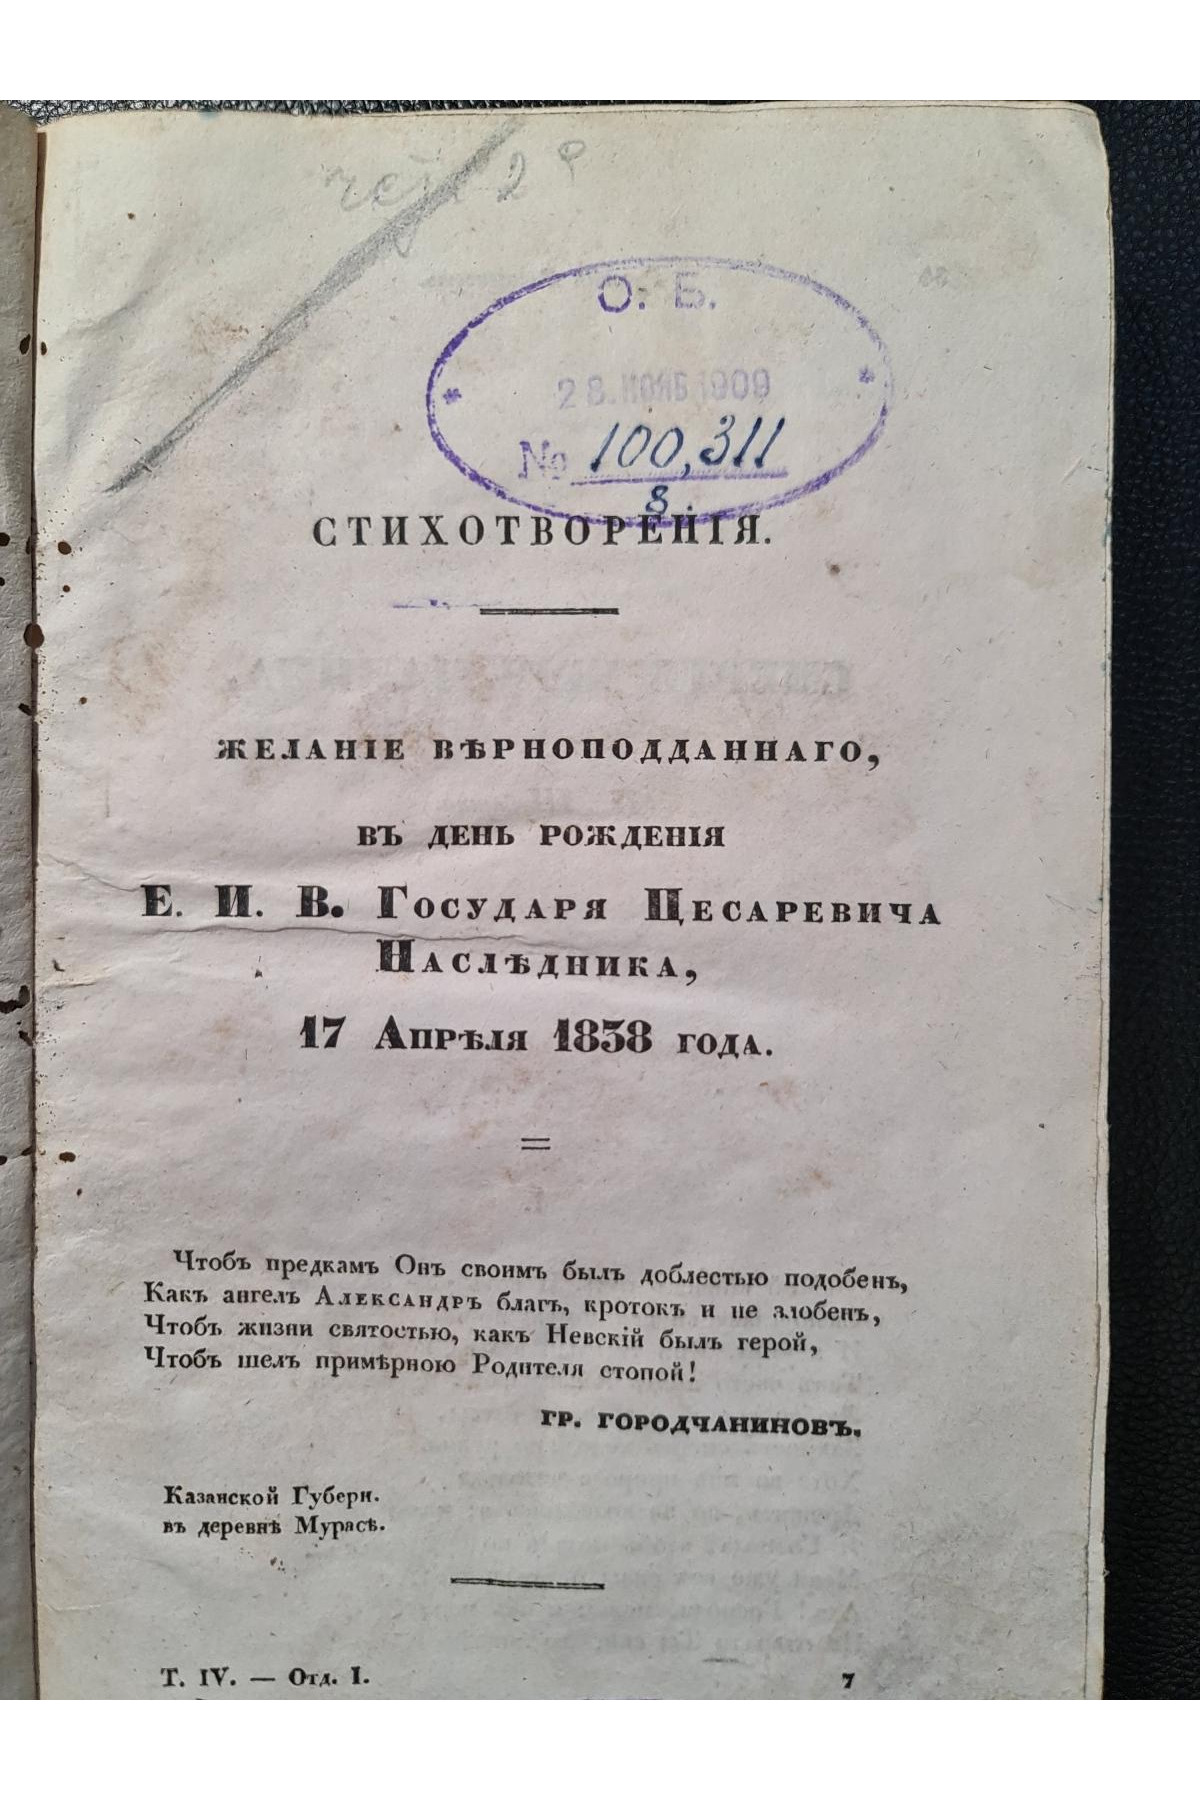 2
О. Б.
28. НОЯБ 1909
№ 100,311
8.
СТИХОТВОРЕНІЯ.
ЖЕЛАНІЕ ВѢРНОПОДДАННАГО,
ВЪ ДЕНЬ РОЖДЕНІЯ
Е. И. В. ГОСУДАРЯ ЦЕСАРЕВИЧА
НАСЛѢДНИКА,
17 АПРѢЛЯ 1838 ГОДА.
Чтобъ предкамъ Онъ своимъ былъ доблестью подобенъ,
Какъ ангелъ АЛЕКСАНДРЪ благъ, кротокъ и не злобенъ,
Чтобъ жизни святостью, какъ Невскій былъ герой,
Чтобъ шелъ примѣрною Родителя стопой!
ГР. ГОРОДЧАНИНОВЪ.
Казанской Губерн.
въ деревнѣ Мурасѣ.
Т. IV. — Отд. I. 7